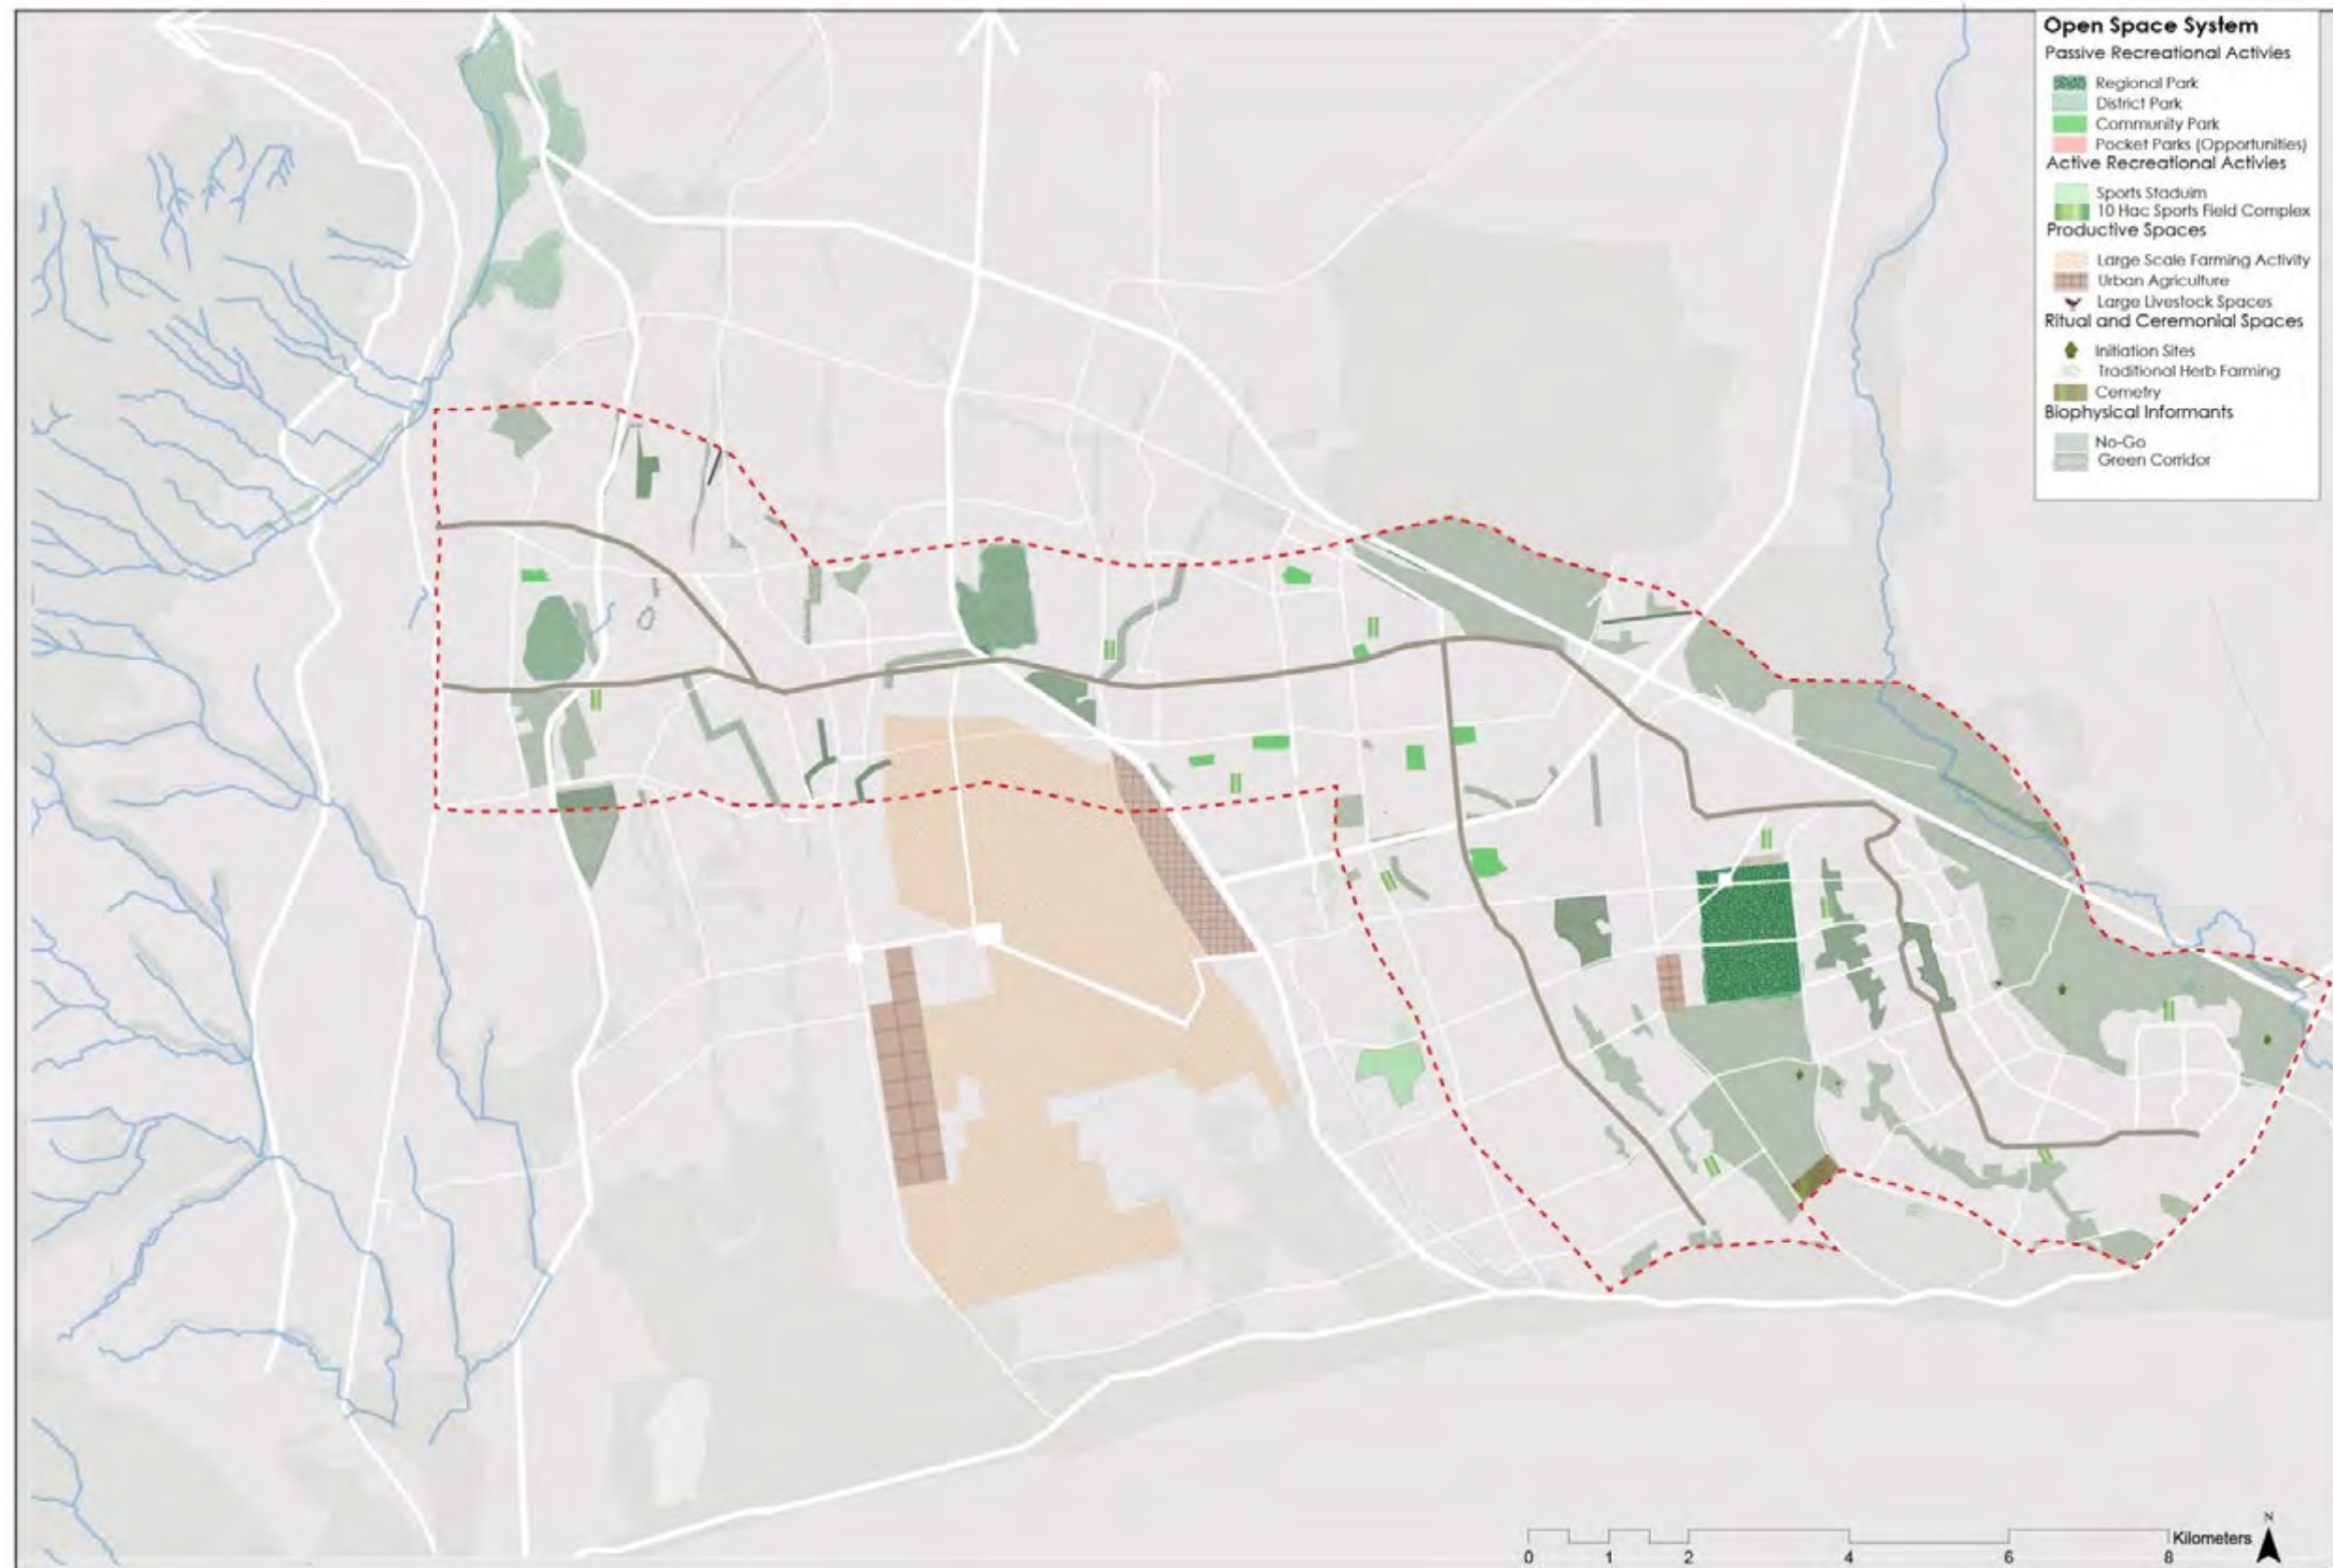 Open Space System
Passive Recreational Activies
Regional Park
District Park
Community Park
Pocket Parks (Opportunities)
Active Recreational Activies
Sports Staduim
10 Hac Sports Field Complex
Productive Spaces
Large Scale Farming Activity
Urban Agriculture
Large Livestock Spaces
Ritual and Ceremonial Spaces
Initiation Sites
Traditional Herb Farming
Cemetry
Biophysical Informants
No-Go
Green Corridor
N
Kilometers
0 1 2 4 6 8